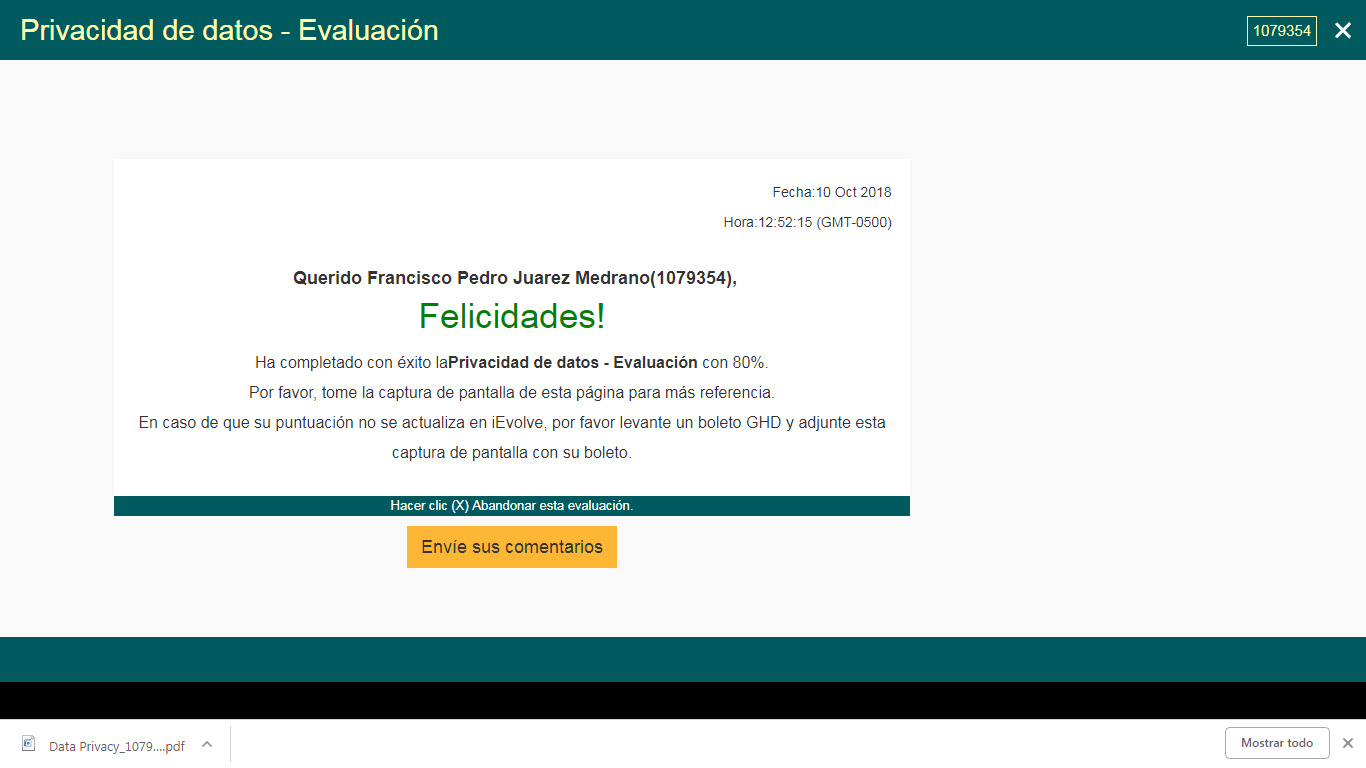 Privacidad de datos - Evaluación
1079354
Fecha:10 Oct 2018
Hora:12:52:15 (GMT-0500)
Querido Francisco Pedro Juarez Medrano(1079354),
Felicidades!
Ha completado con éxito laPrivacidad de datos - Evaluación con 80%.
Por favor, tome la captura de pantalla de esta página para más referencia.
En caso de que su puntuación no se actualiza en iEvolve, por favor levante un boleto GHD y adjunte esta
captura de pantalla con su boleto.
Hacer clic (X) Abandonar esta evaluación.
Envíe sus comentarios
Data Privacy_1079....pdf
Mostrar todo